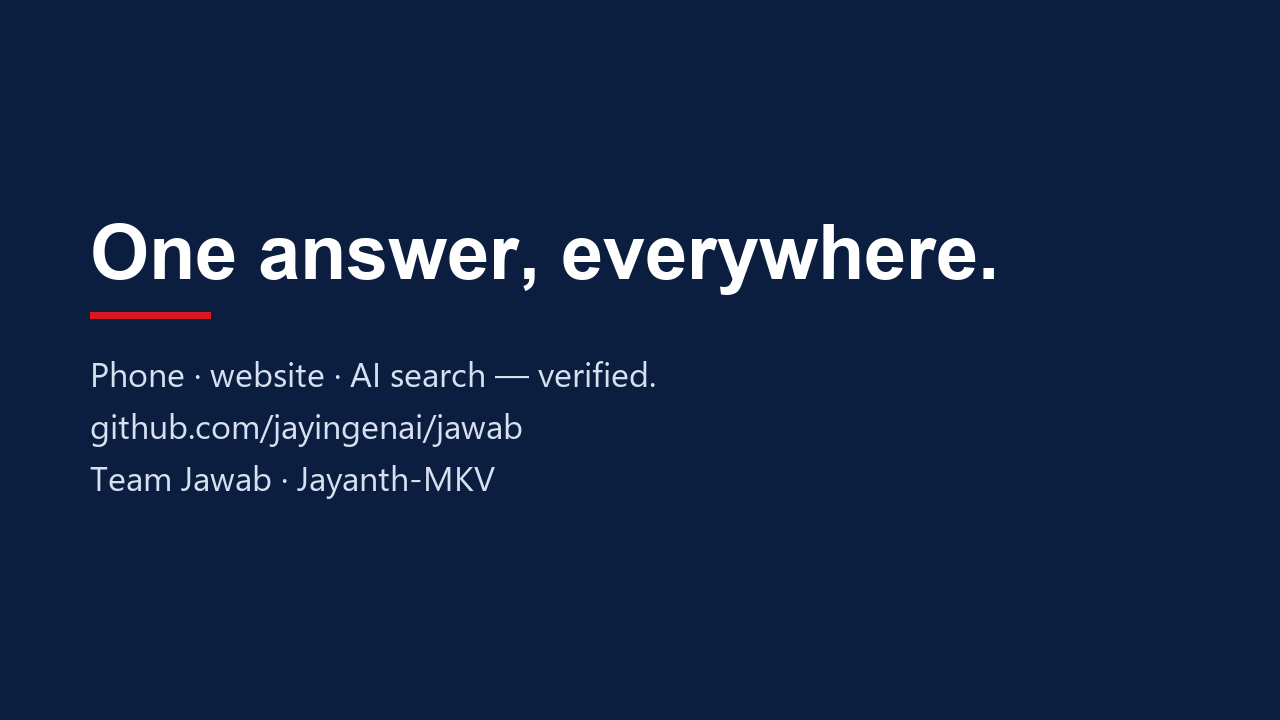 One answer, everywhere.
Phone · website · AI search — verified.
github.com/jayingenai/jawab
Team Jawab · Jayanth-MKV